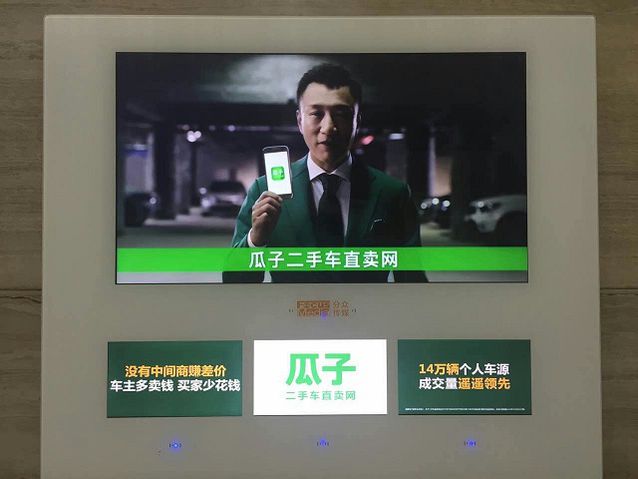 瓜子二手车直卖网
FOCUS 分众
Media 传媒
没有中间商赚差价
车主多卖钱 买家少花钱
瓜子
二手车直卖网
14万辆个人车源
成交量遥遥领先